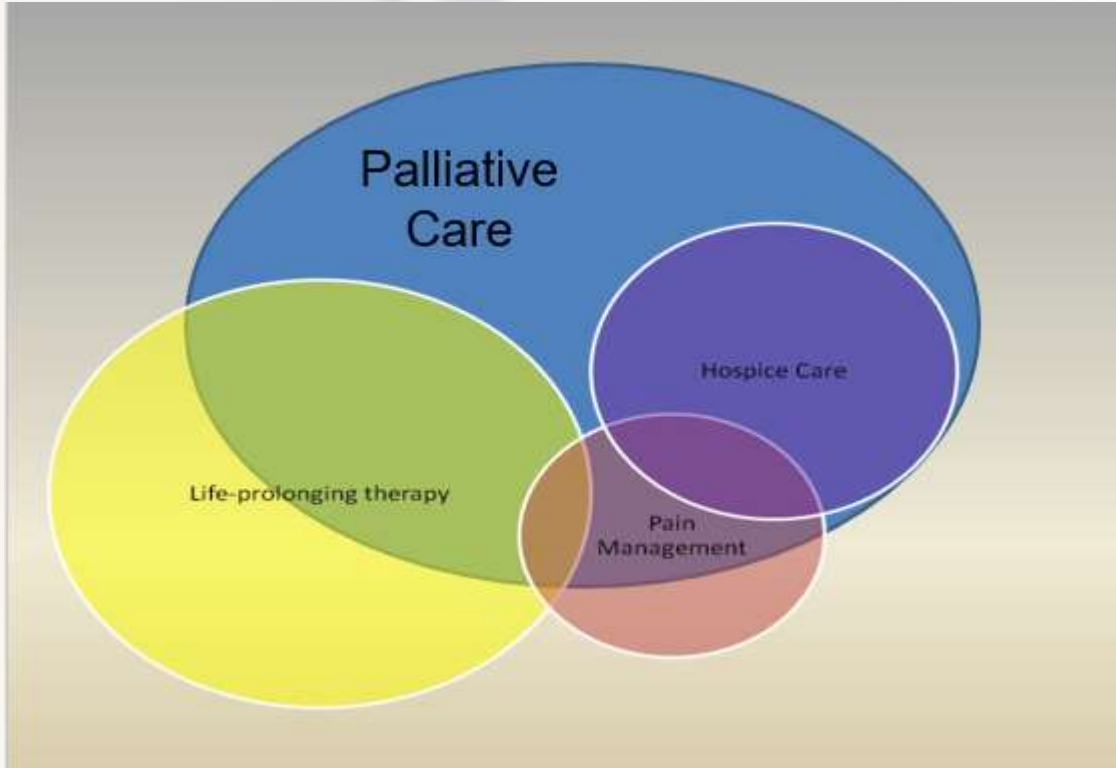 Palliative
Care
Hospice Care
Life-prolonging therapy
Pain
Management